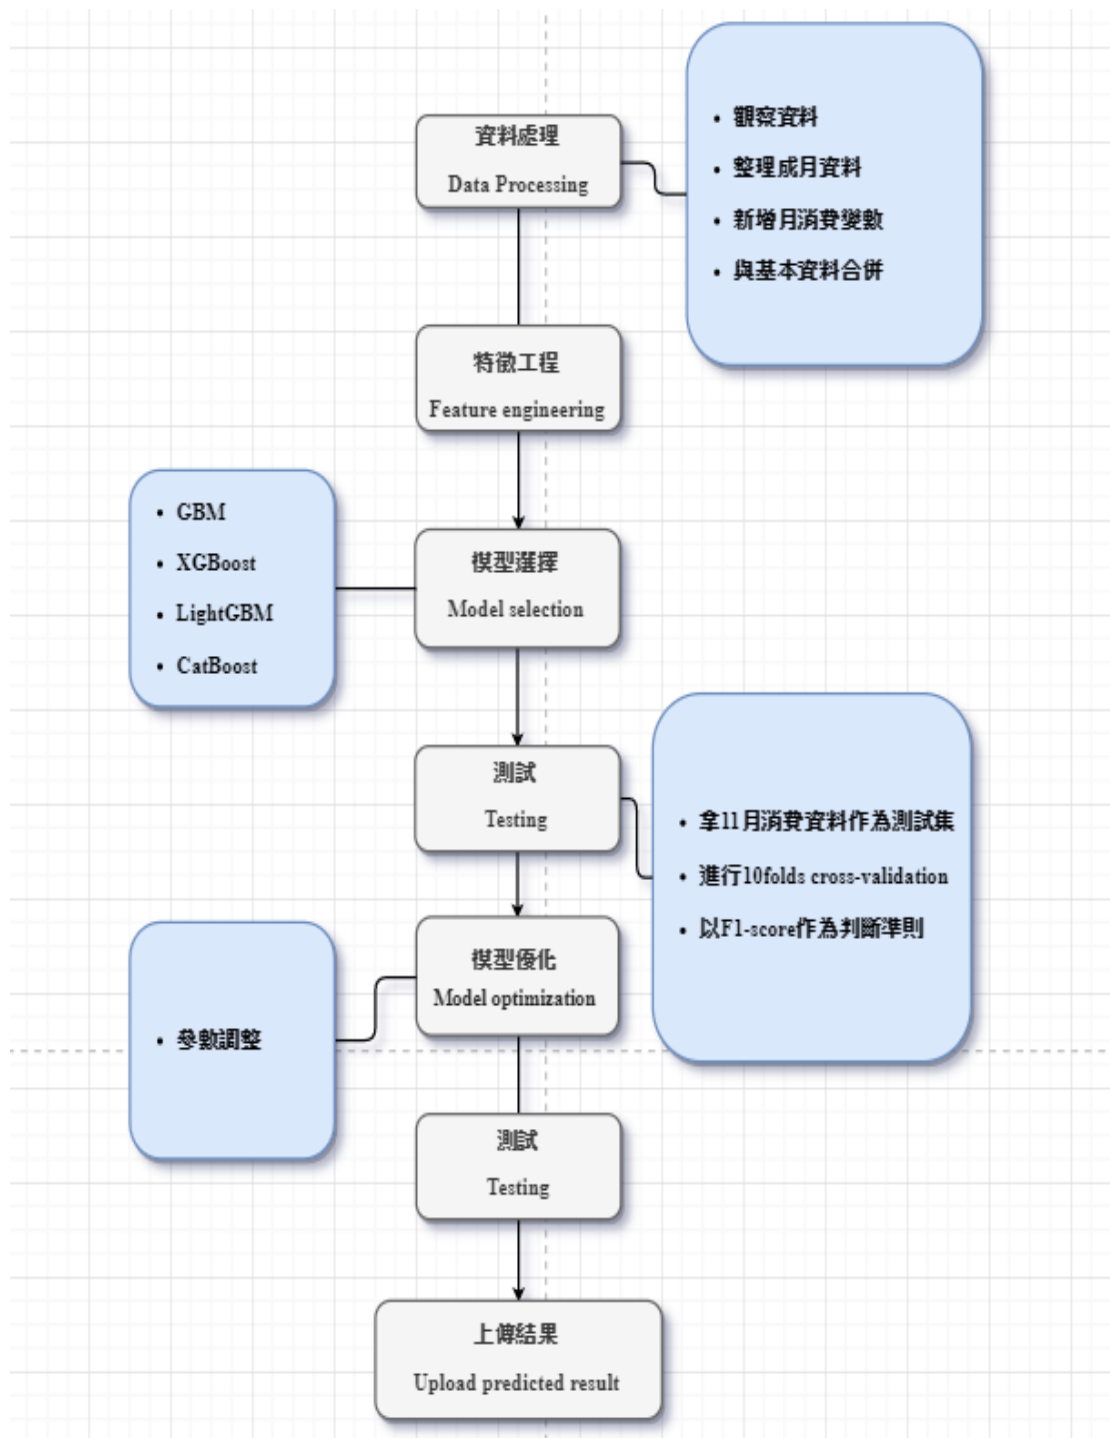 資料處理
Data Processing
• 觀察資料
• 整理成月資料
• 新增月消費變數
• 與基本資料合併
特徵工程
Feature engineering
• GBM
• XGBoost
• LightGBM
• CatBoost
模型選擇
Model selection
測試
Testing
• 拿11月消費資料作為測試集
• 進行10folds cross-validation
• 以F1-score作為判斷準則
模型優化
Model optimization
• 參數調整
測試
Testing
上傳結果
Upload predicted result